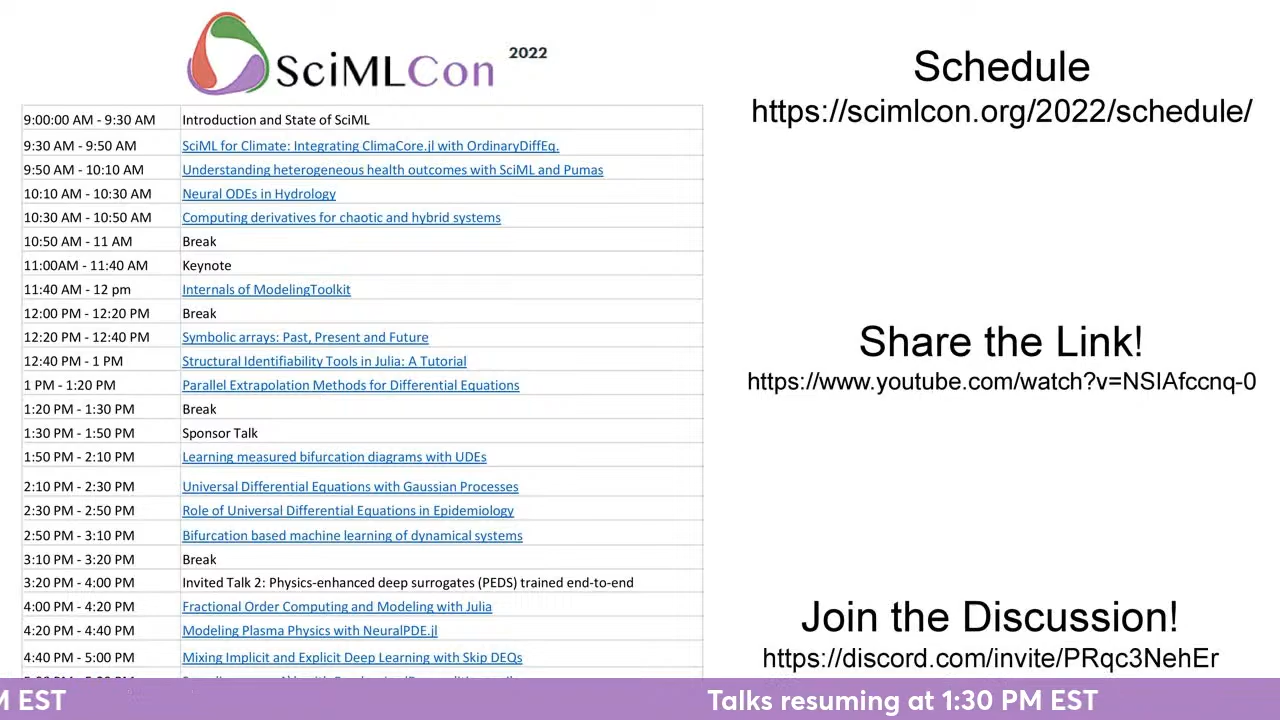 SciMLCon 2022
9:00:00 AM - 9:30 AM Introduction and State of SciML
9:30 AM - 9:50 AM SciML for Climate: Integrating ClimaCore.jl with OrdinaryDiffEq.
9:50 AM - 10:10 AM Understanding heterogeneous health outcomes with SciML and Pumas
10:10 AM - 10:30 AM Neural ODEs in Hydrology
10:30 AM - 10:50 AM Computing derivatives for chaotic and hybrid systems
10:50 AM - 11 AM Break
11:00AM - 11:40 AM Keynote
11:40 AM - 12 pm Internals of ModelingToolkit
12:00 PM - 12:20 PM Break
12:20 PM - 12:40 PM Symbolic arrays: Past, Present and Future
12:40 PM - 1 PM Structural Identifiability Tools in Julia: A Tutorial
1 PM - 1:20 PM Parallel Extrapolation Methods for Differential Equations
1:20 PM - 1:30 PM Break
1:30 PM - 1:50 PM Sponsor Talk
1:50 PM - 2:10 PM Learning measured bifurcation diagrams with UDEs
2:10 PM - 2:30 PM Universal Differential Equations with Gaussian Processes
2:30 PM - 2:50 PM Role of Universal Differential Equations in Epidemiology
2:50 PM - 3:10 PM Bifurcation based machine learning of dynamical systems
3:10 PM - 3:20 PM Break
3:20 PM - 4:00 PM Invited Talk 2: Physics-enhanced deep surrogates (PEDS) trained end-to-end
4:00 PM - 4:20 PM Fractional Order Computing and Modeling with Julia
4:20 PM - 4:40 PM Modeling Plasma Physics with NeuralPDE.jl
4:40 PM - 5:00 PM Mixing Implicit and Explicit Deep Learning with Skip DEQs
Schedule
https://scimlcon.org/2022/schedule/
Share the Link!
https://www.youtube.com/watch?v=NSIAfccnq-0
Join the Discussion!
https://discord.com/invite/PRqc3NehEr
M EST
Talks resuming at 1:30 PM EST